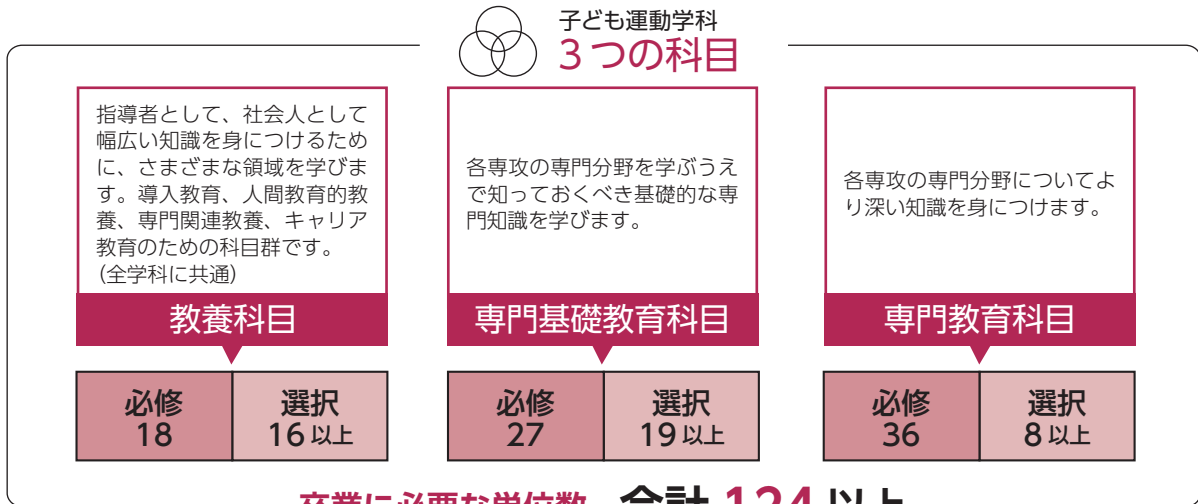 子ども運動学科
3つの科目
指導者として、社会人として
幅広い知識を身につけるため
に、さまざまな領域を学びま
す。導入教育、人間教育的教
養、専門関連教養、キャリア
教育のための科目群です。
(全学科に共通)
教養科目
必修
18
選択
16以上
各専攻の専門分野を学ぶうえ
で知っておくべき基礎的な専
門知識を学びます。
専門基礎教育科目
必修
27
選択
19以上
各専攻の専門分野についてよ
り深い知識を身につけます。
専門教育科目
必修
36
選択
8以上
卒業に必要な単位数 合計 124 以上